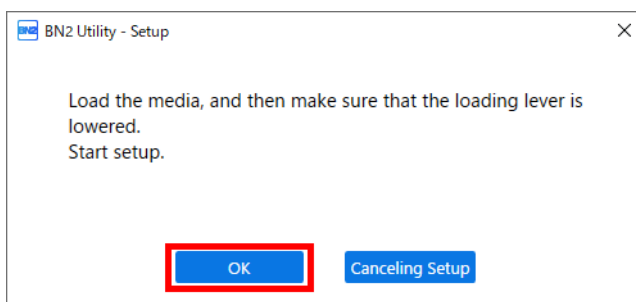 BN2 BN2 Utility - Setup
Load the media, and then make sure that the loading lever is
lowered.
Start setup.
OK Canceling Setup